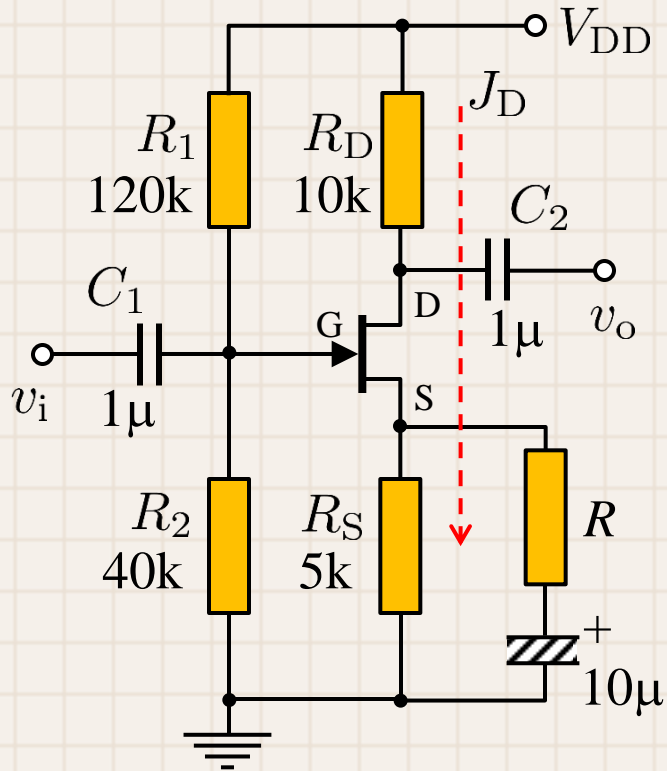 V_DD
J_D
R_1
120k
R_D
10k
C_2
C_1
G
D
1μ
v_o
v_i
1μ
S
R_2
40k
R_S
5k
R
+
10μ